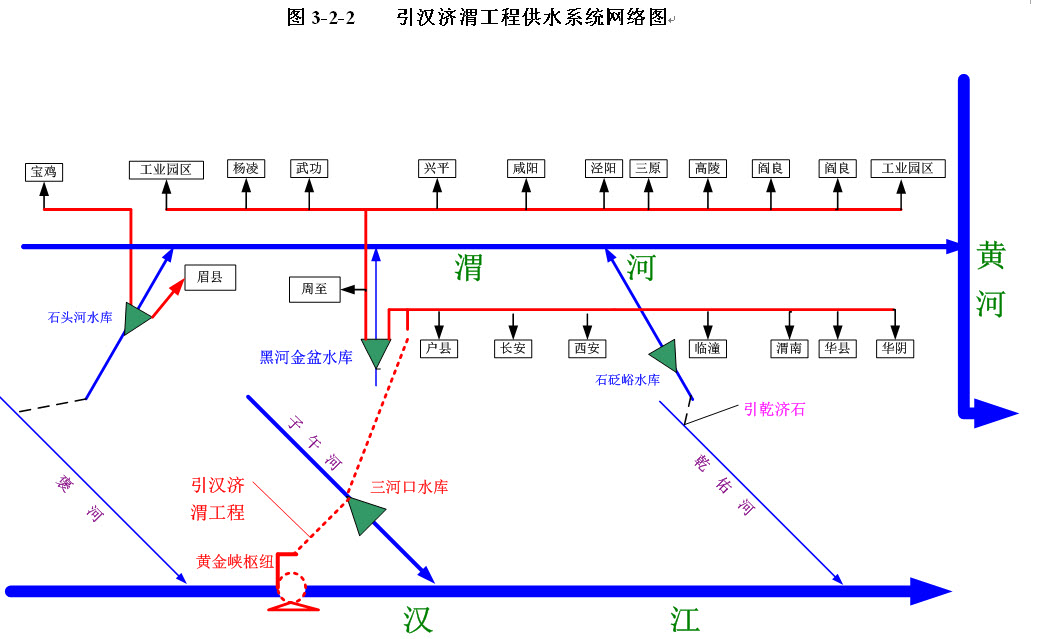 图 3-2-2 引汉济渭工程供水系统网络图
宝鸡
工业园区
杨凌
武功
兴平
咸阳
泾阳
三原
高陵
阎良
阎良
工业园区
渭河
黄河
眉县
周至
石头河水库
黑河金盆水库
户县
长安
西安
临潼
渭南
华县
华阴
石砭峪水库
引乾济石
子午河
褒河
乾佑河
引汉济
渭工程
三河口水库
黄金峡枢纽
汉江